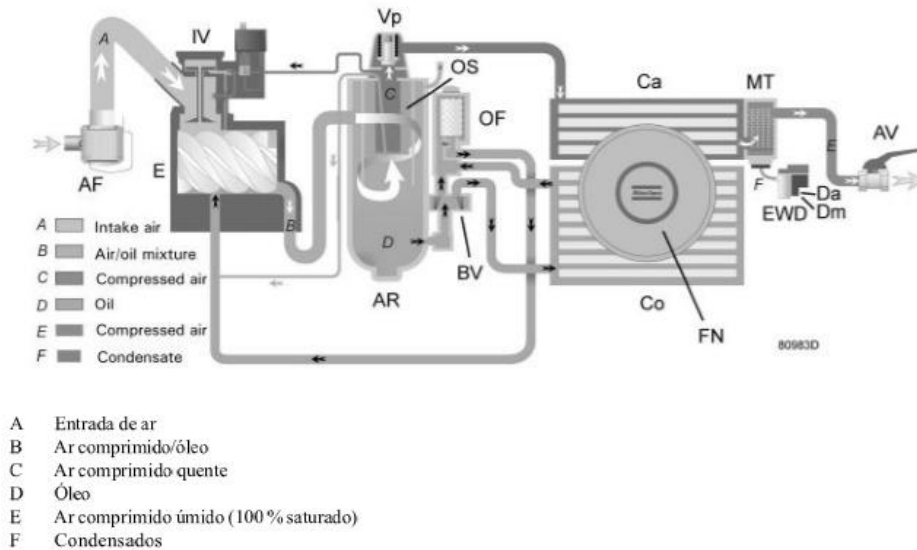 Vp
IV
A
OS
C
Ca
MT
OF
AV
E
E
AF
F
Da
EWD
Dm
A Intake air
B
D
BV
B Air/oil mixture
C Compressed air
AR
Co
D Oil
FN
E Compressed air
80983D
F Condensate
A Entrada de ar
B Ar comprimido/óleo
C Ar comprimido quente
D Óleo
E Ar comprimido úmido (100 % saturado)
F Condensados